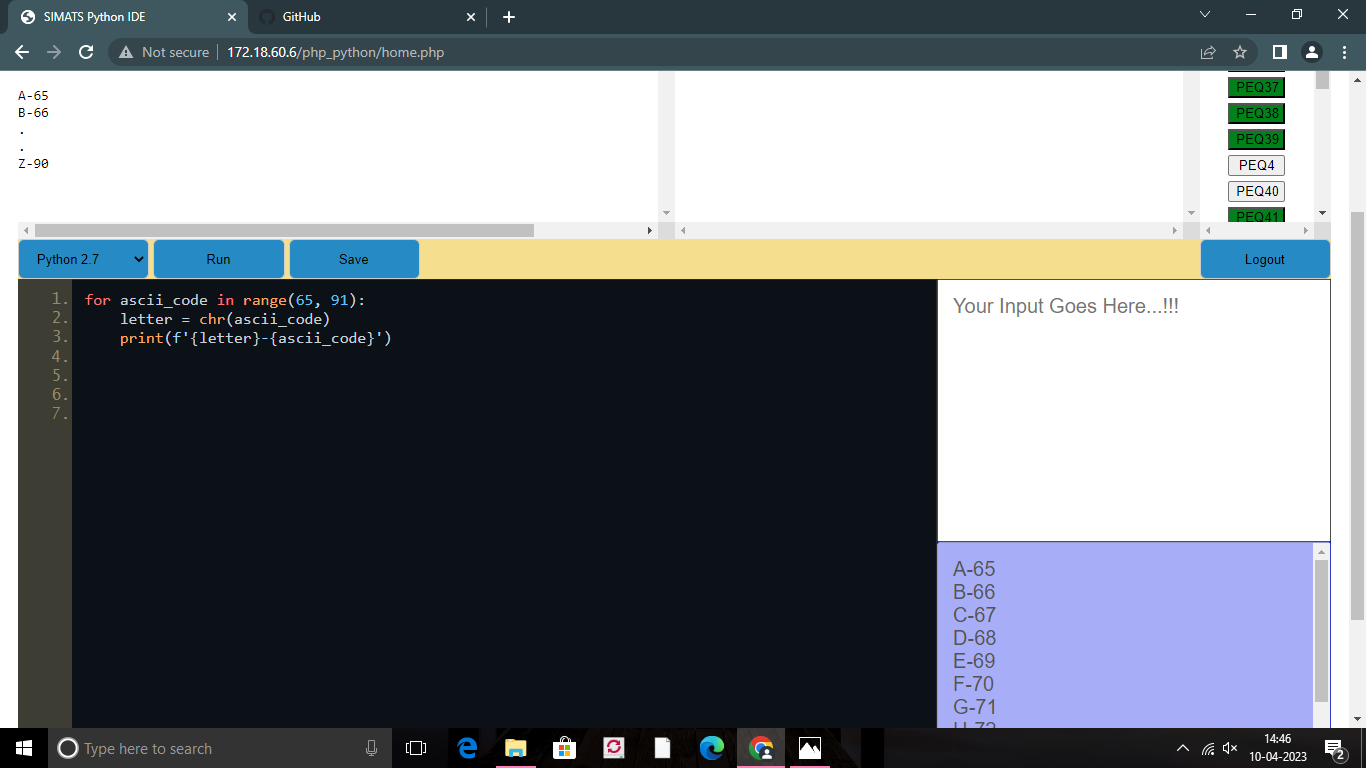 SIMATS Python IDE
GitHub
Not secure
172.18.60.6/php_python/home.php
A-65
B-66
.
.
Z-90
PEQ37
PEQ38
PEQ39
PEQ4
PEQ40
PEQ41
Python 2.7
Run
Save
Logout
1. for ascii_code in range(65, 91):
2. letter = chr(ascii_code)
3. print(f'{letter}-{ascii_code}')
4.
5.
6.
7.
Your Input Goes Here...!!!
A-65
B-66
C-67
D-68
E-69
F-70
G-71
H-72
Type here to search
14:46
10-04-2023
2